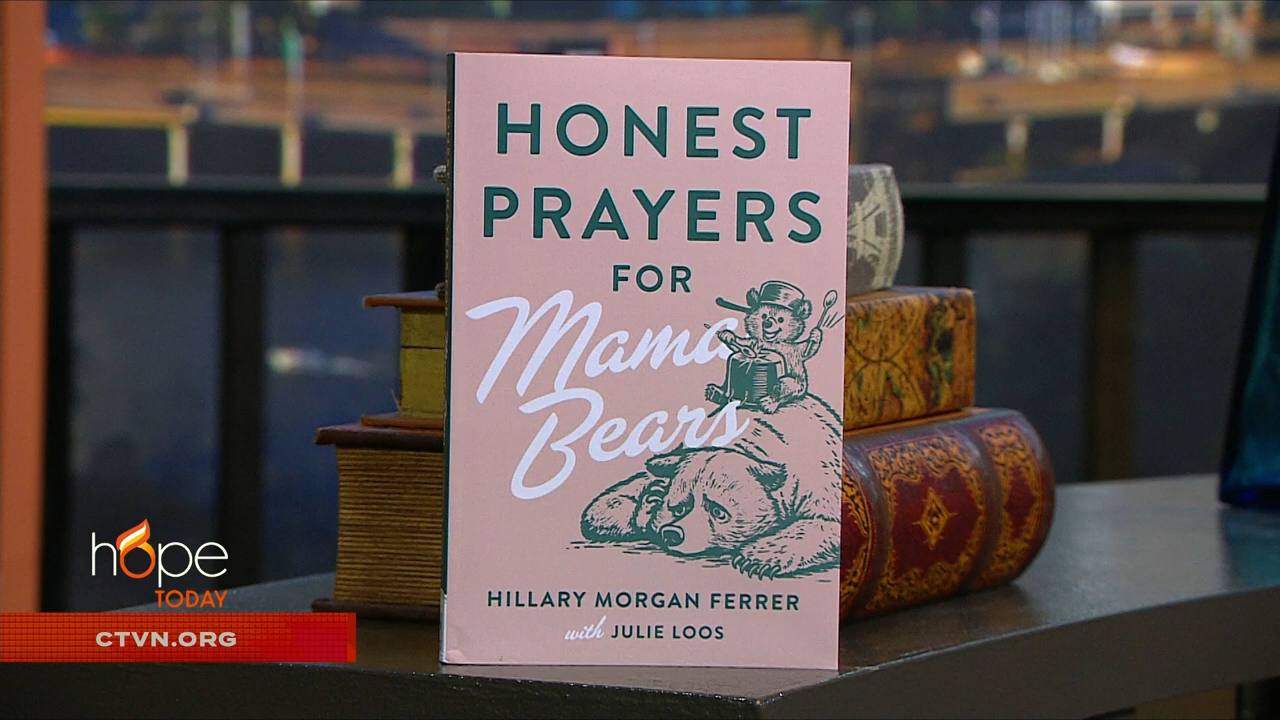 HONEST
PRAYERS
FOR
Mama
Bears
HILLARY MORGAN FERRER
with JULIE LOOS
hope
TODAY
CTVN.ORG